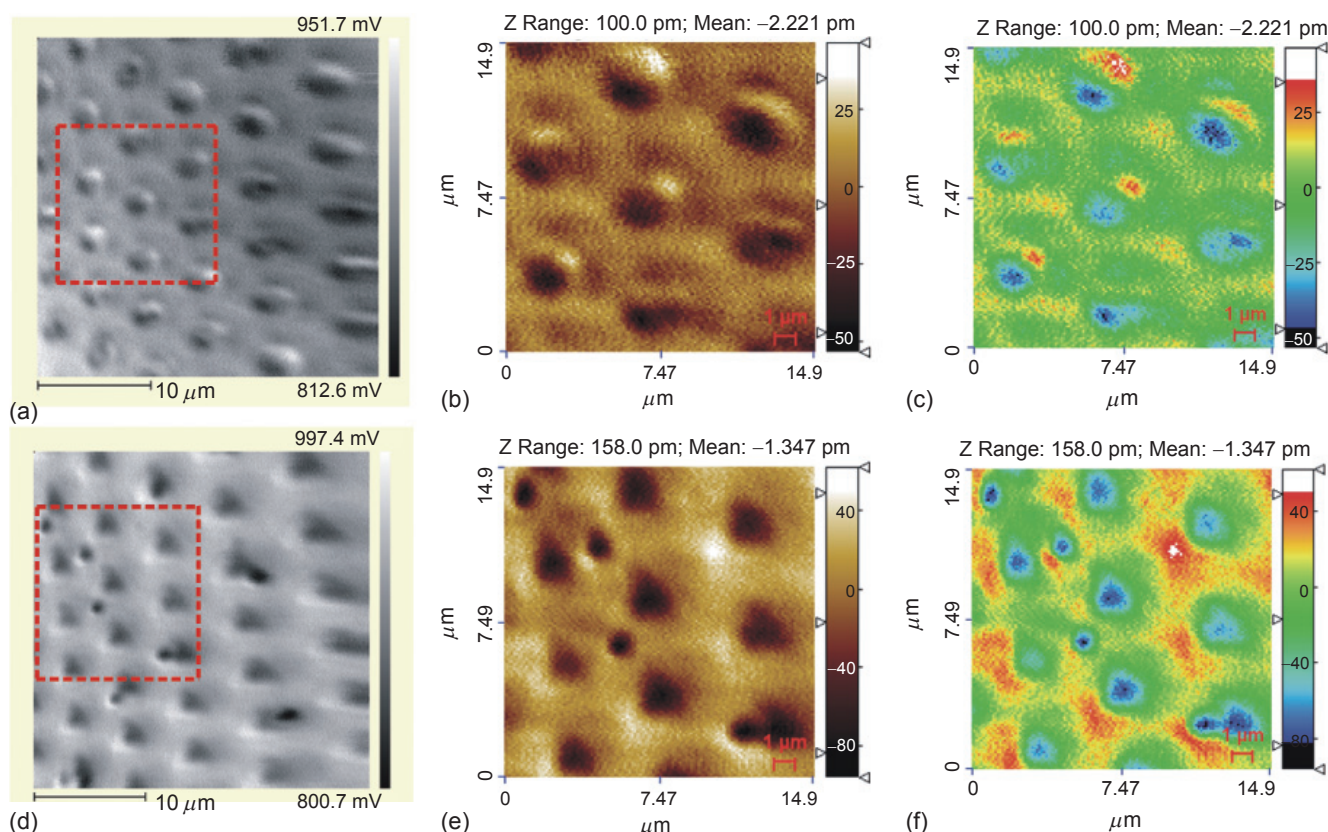 951.7 mV
10 μm
812.6 mV
(a)
Z Range: 100.0 pm; Mean: −2.221 pm
14.9
7.47
0
μm
0 7.47 14.9
μm
1 μm
25
0
−25
−50
(b)
Z Range: 100.0 pm; Mean: −2.221 pm
14.9
7.47
0
μm
0 7.47 14.9
μm
1 μm
25
0
−25
−50
(c)
997.4 mV
10 μm
800.7 mV
(d)
Z Range: 158.0 pm; Mean: −1.347 pm
14.9
7.49
0
μm
0 7.47 14.9
μm
1 μm
40
0
−40
−80
(e)
Z Range: 158.0 pm; Mean: −1.347 pm
14.9
7.49
0
μm
0 7.47 14.9
μm
1 μm
40
0
−40
−80
(f)